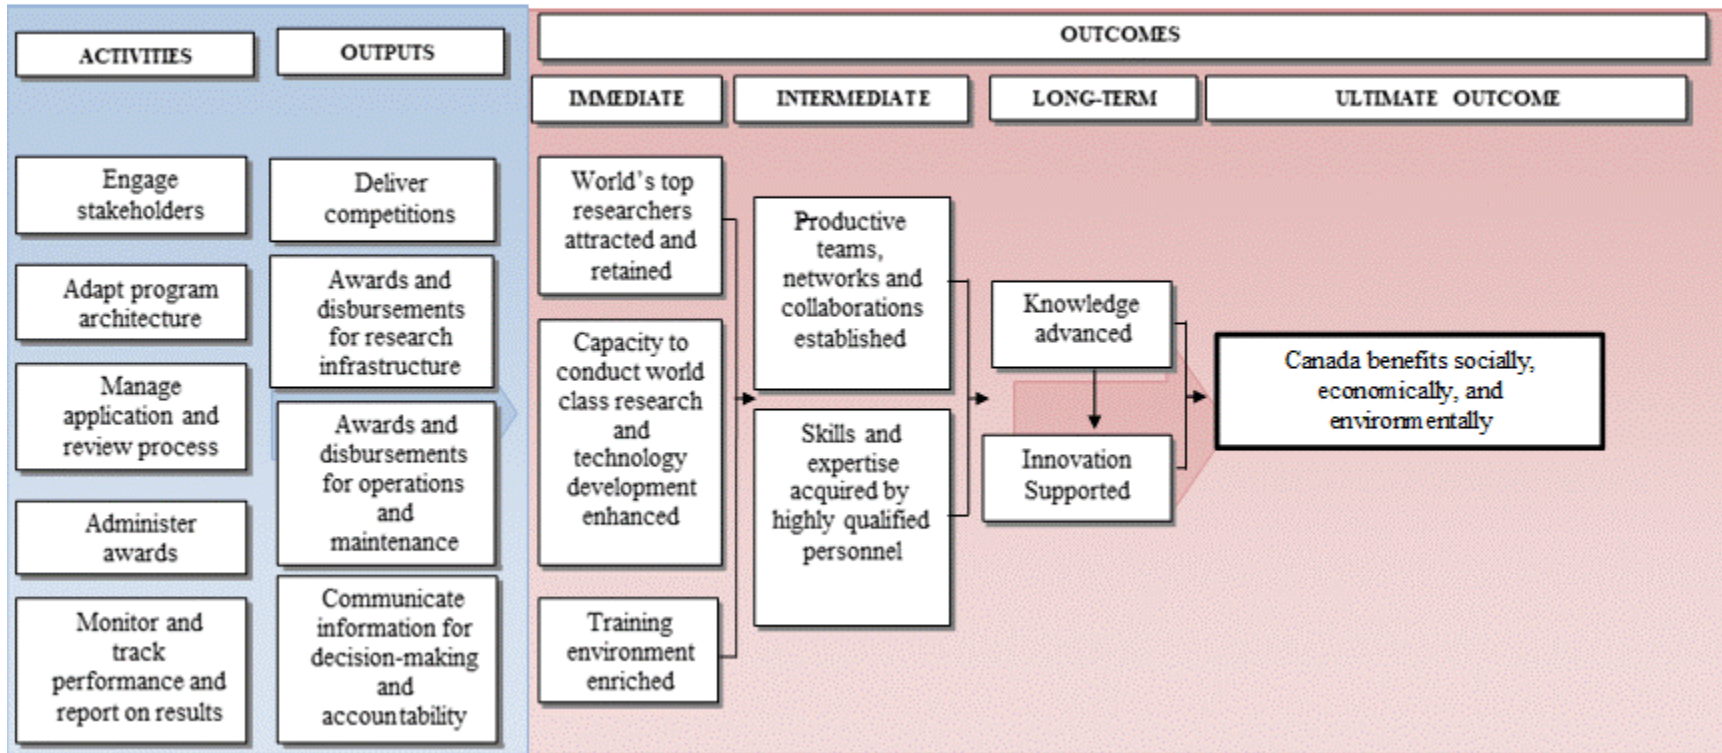 ACTIVITIES
OUTPUTS
OUTCOMES
IMMEDIATE
INTERMEDIATE
LONG-TERM
ULTIMATE OUTCOME
Engage
stakeholders
Adapt program
architecture
Manage
application and
review process
Administer
awards
Monitor and
track
performance and
report on results
Deliver
competitions
Awards and
disbursements
for research
infrastructure
Awards and
disbursements
for operations
and
maintenance
Communicate
information for
decision-making
and
accountability
World's top
researchers
attracted and
retained
Capacity to
conduct world
class research
and
technology
development
enhanced
Training
environment
enriched
Productive
teams,
networks and
collaborations
established
Skills and
expertise
acquired by
highly qualified
personnel
Knowledge
advanced
Innovation
Supported
Canada benefits socially,
economically, and
environmentally